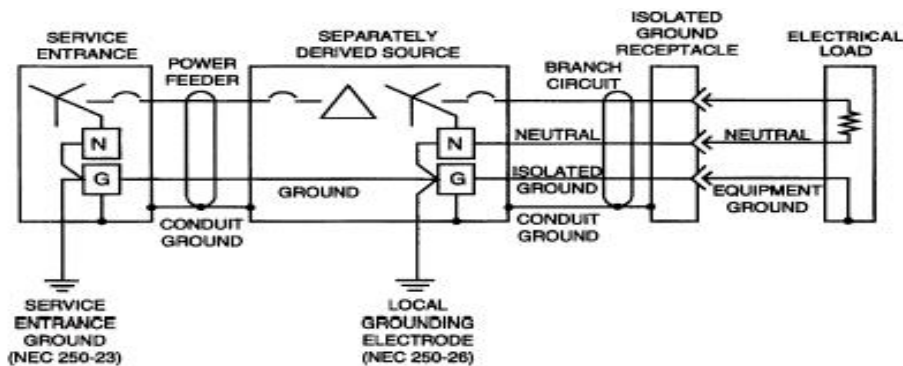 SERVICE
ENTRANCE
POWER
FEEDER
SEPARATELY
DERIVED SOURCE
BRANCH
CIRCUIT
ISOLATED
GROUND
RECEPTACLE
ELECTRICAL
LOAD
N
N
NEUTRAL
NEUTRAL
G
GROUND
G
ISOLATED
GROUND
EQUIPMENT
GROUND
CONDUIT
GROUND
CONDUIT
GROUND
SERVICE
ENTRANCE
GROUND
(NEC 250-23)
LOCAL
GROUNDING
ELECTRODE
(NEC 250-26)